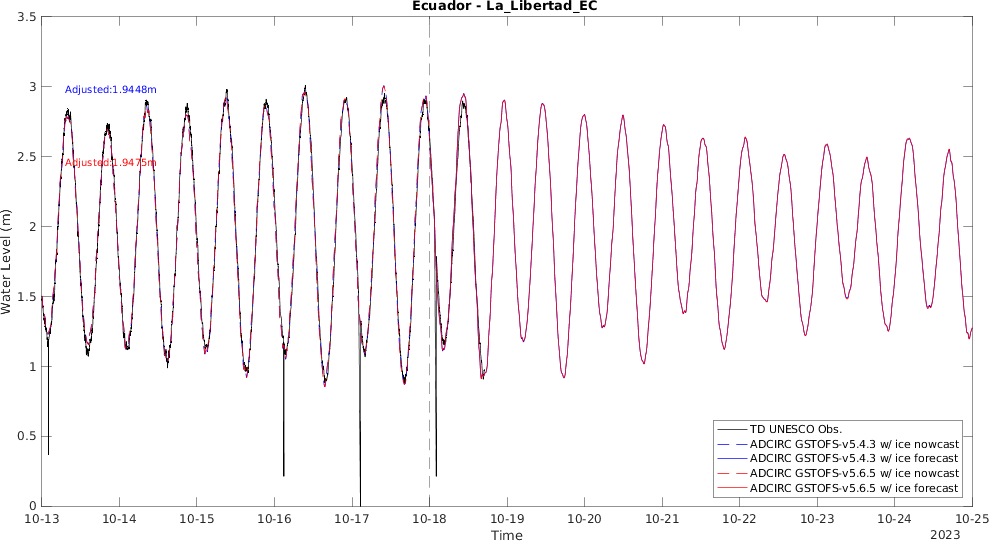 Ecuador - La_Libertad_EC
3.5
3
2.5
2
1.5
1
0.5
0
Water Level (m)
Adjusted:1.9448m
Adjusted:1.9475m
TD UNESCO Obs.
ADCIRC GSTOFS-v5.4.3 w/ ice nowcast
ADCIRC GSTOFS-v5.4.3 w/ ice forecast
ADCIRC GSTOFS-v5.6.5 w/ ice nowcast
ADCIRC GSTOFS-v5.6.5 w/ ice forecast
10-13 10-14 10-15 10-16 10-17 10-18 10-19 10-20 10-21 10-22 10-23 10-24 10-25
Time
2023